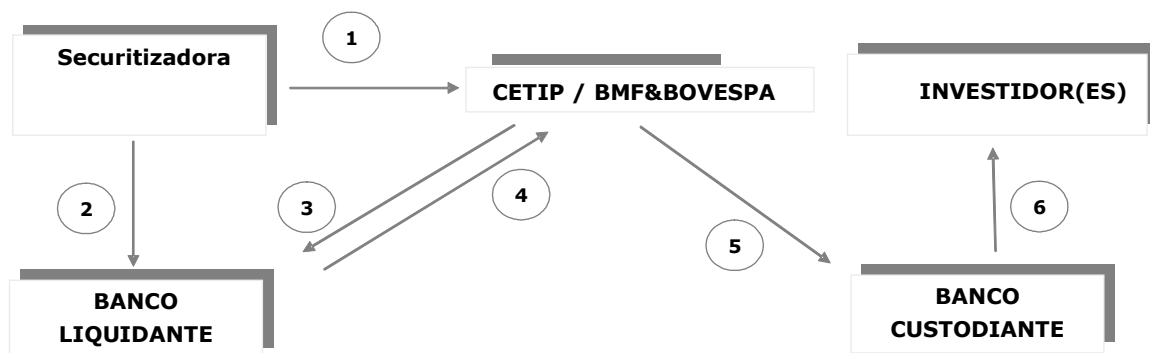 1
Securitizadora
CETIP / BMF&BOVESPA
INVESTIDOR(ES)
2
3
4
5
6
BANCO
LIQUIDANTE
BANCO
CUSTODIANTE